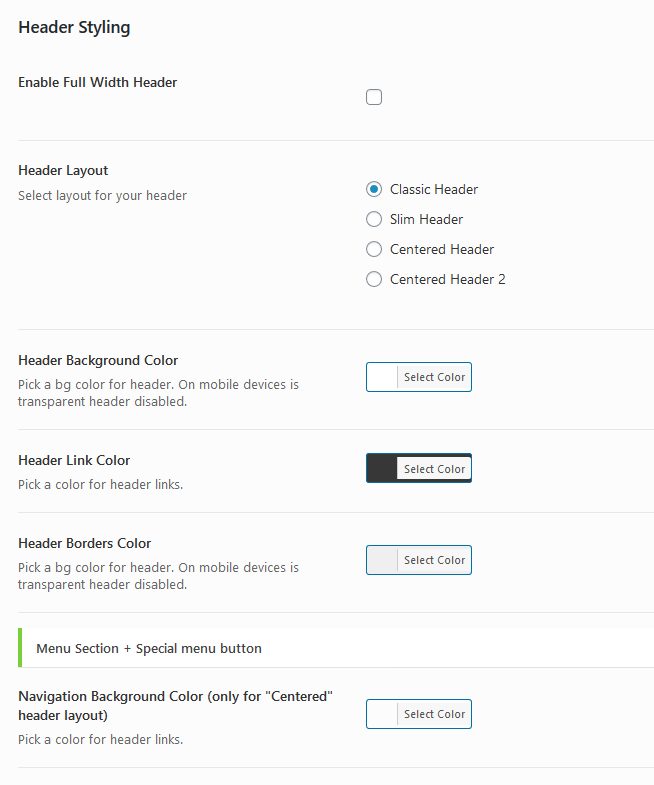 Header Styling
Enable Full Width Header
Header Layout
Select layout for your header
Classic Header
Slim Header
Centered Header
Centered Header 2
Header Background Color
Pick a bg color for header. On mobile devices is
transparent header disabled.
Select Color
Header Link Color
Pick a color for header links.
Select Color
Header Borders Color
Pick a bg color for header. On mobile devices is
transparent header disabled.
Select Color
Menu Section + Special menu button
Navigation Background Color (only for "Centered"
header layout)
Pick a color for header links.
Select Color